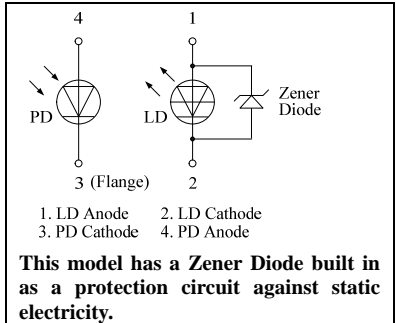 4 1
PD LD Zener
Diode
3 (Flange) 2
1. LD Anode 2. LD Cathode
3. PD Cathode 4. PD Anode
This model has a Zener Diode built in
as a protection circuit against static
electricity.